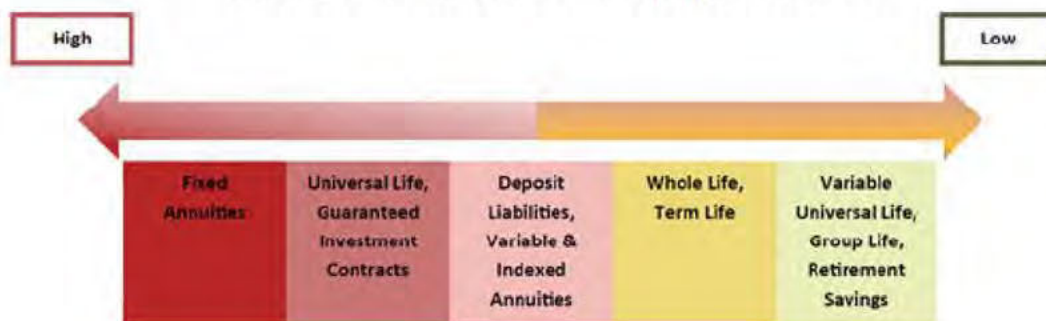 High
Low
Fixed
Annuities
Universal Life,
Guaranteed
Investment
Contracts
Deposit
Liabilities,
Variable &
Indexed
Annuities
Whole Life,
Term Life
Variable
Universal Life,
Group Life,
Retirement
Savings